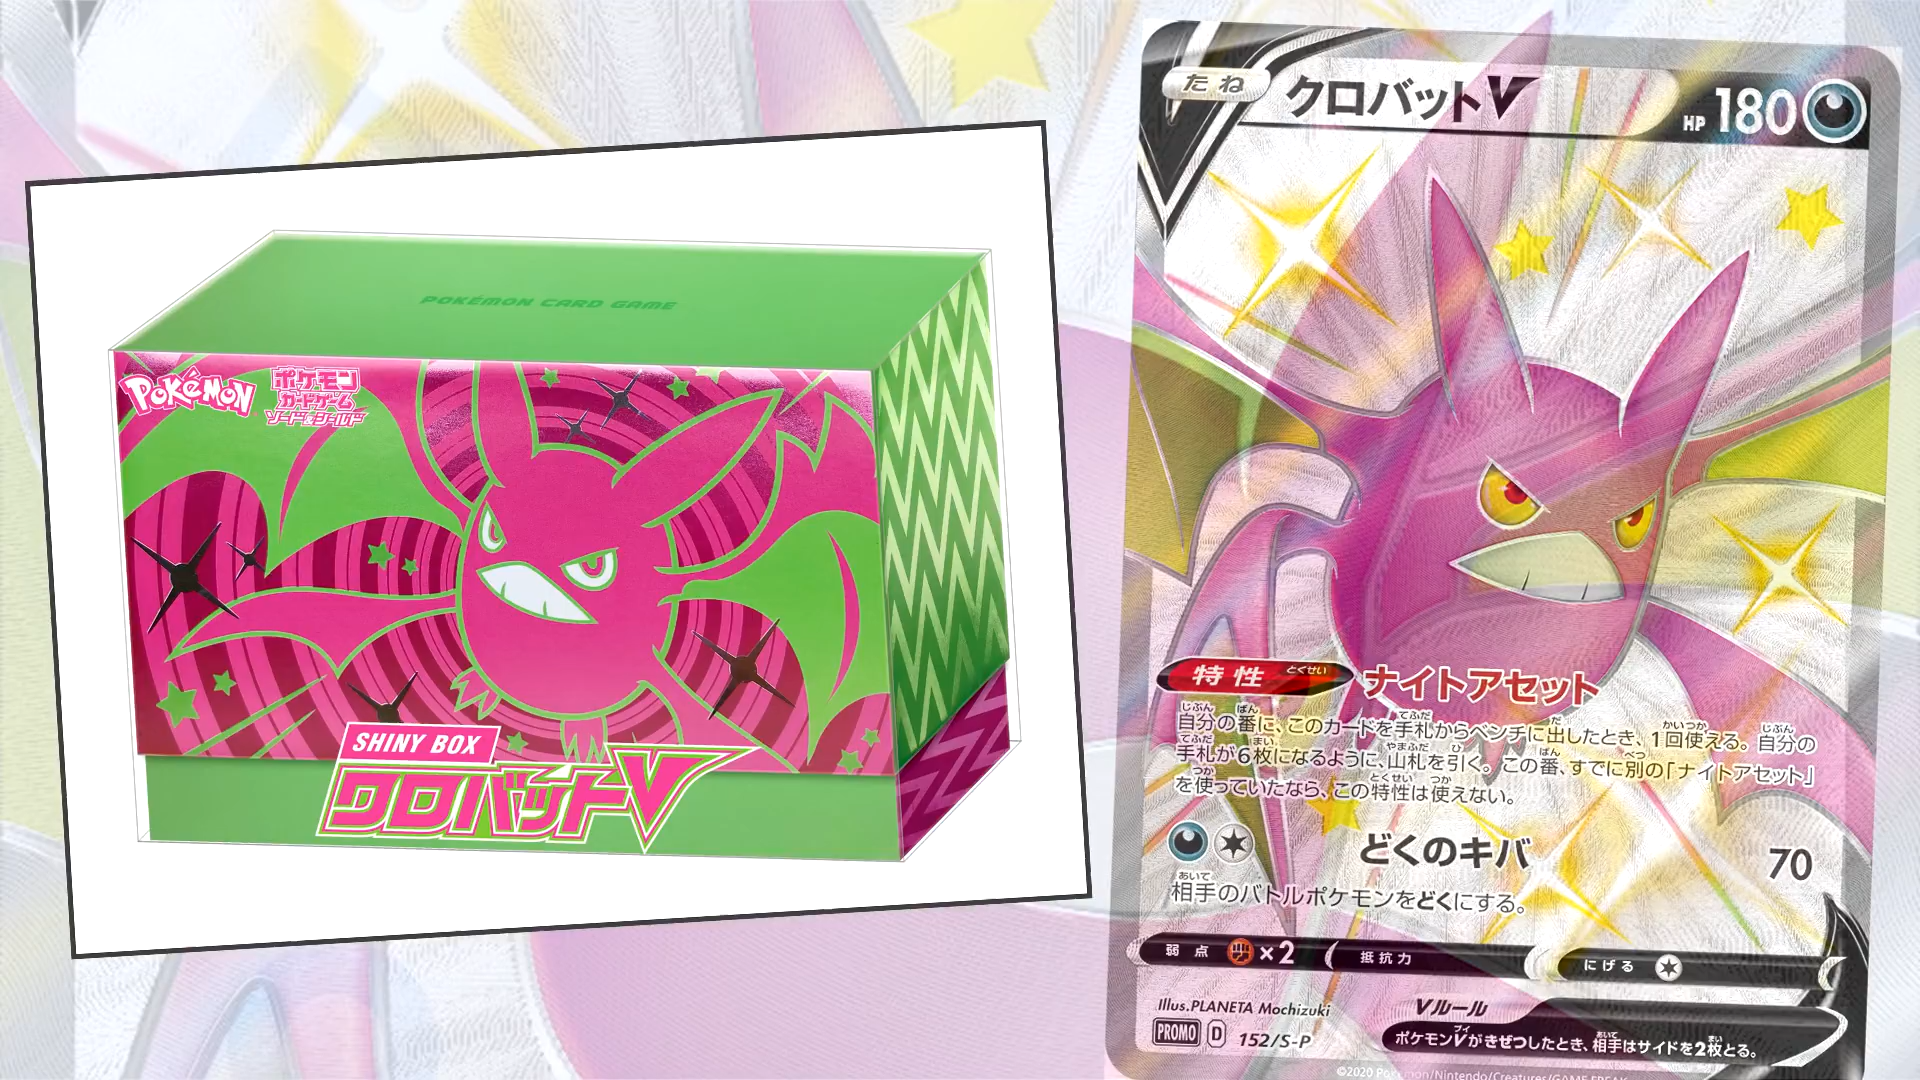 POKÉMON CARD GAME
POKÉMON
ポケモン
カードゲーム
ソード&シールド
SHINY BOX
クロバットV
たね
クロバットV
HP 180
特性
とくせい
ナイトアセット
自分の番に、このカードを手札からベンチに出したとき、1回使える。自分の
手札が6枚になるように、山札を引く。この番、すでに別の「ナイトアセット」
を使っていたなら、この特性は使えない。
どくのキバ
70
相手のバトルポケモンをどくにする。
弱点
×2
抵抗力
にげる
Illus.PLANETA Mochizuki
Vルール
PROMO D 152/S-P
ポケモンVがきぜつしたとき、相手はサイドを2枚とる。
©2020 Pokémon/Nintendo/Creatures/GAME FREAK